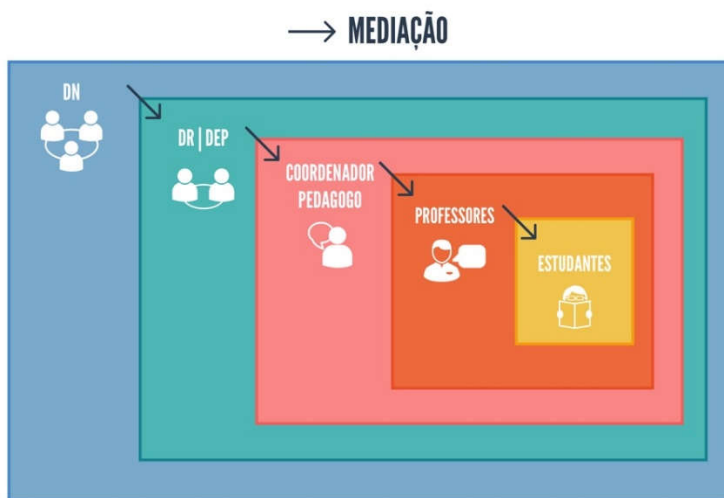 → MEDIAÇÃO
DN
DR | DEP
COORDENADOR
PEDAGOGO
PROFESSORES
ESTUDANTES